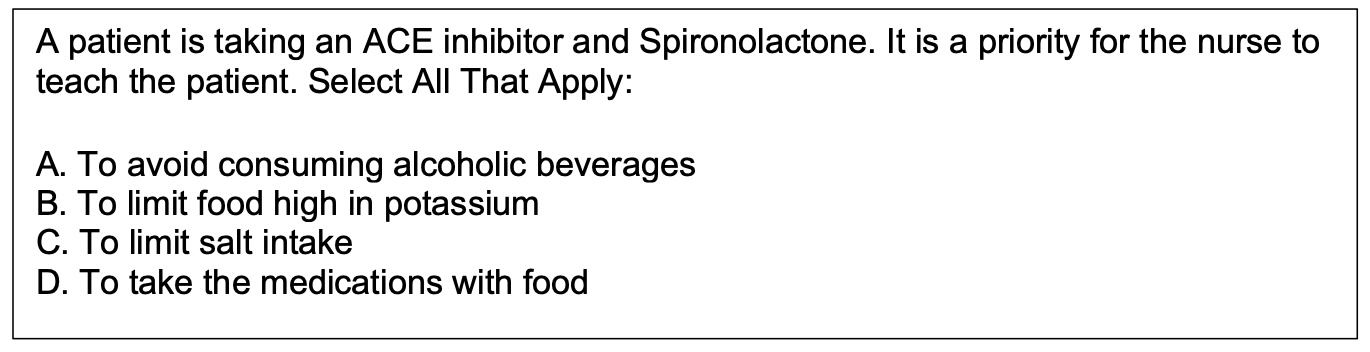 A patient is taking an ACE inhibitor and Spironolactone. It is a priority for the nurse to
teach the patient. Select All That Apply:
A. To avoid consuming alcoholic beverages
B. To limit food high in potassium
C. To limit salt intake
D. To take the medications with food